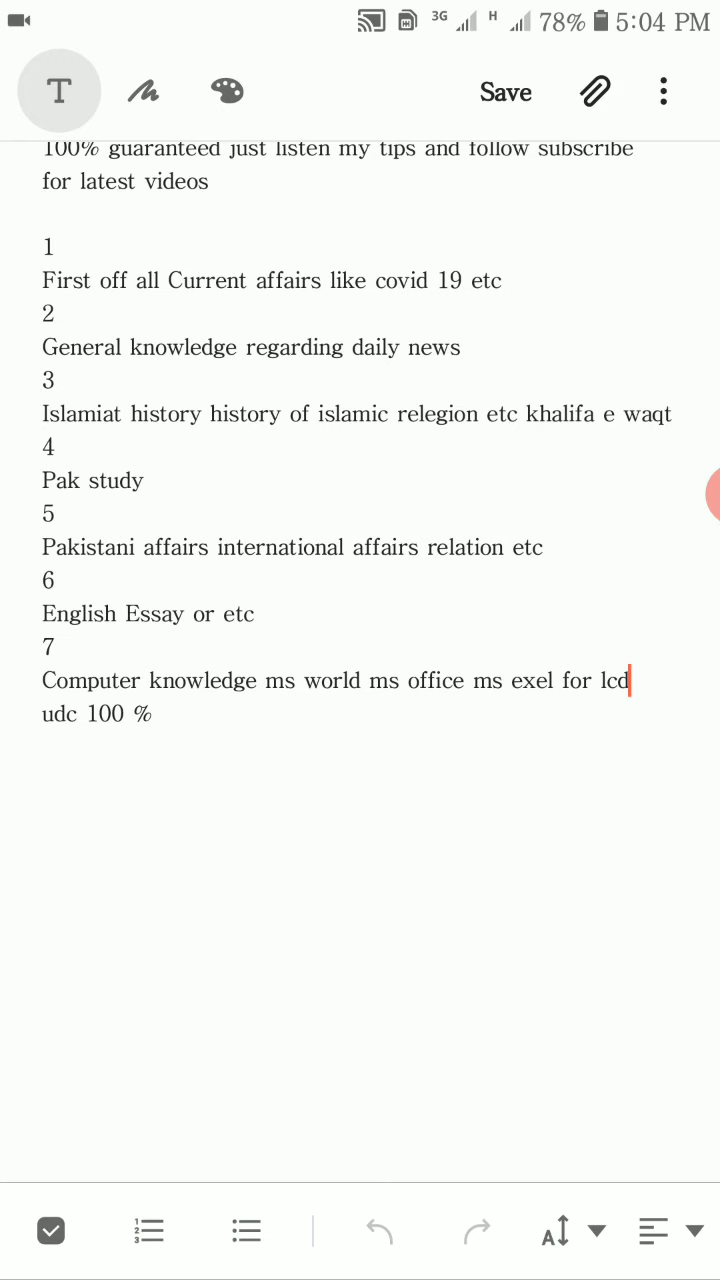 3G H 78% 5:04 PM
T Save
100% guaranteed just listen my tips and follow subscribe
for latest videos
1
First off all Current affairs like covid 19 etc
2
General knowledge regarding daily news
3
Islamiat history history of islamic relegion etc khalifa e waqt
4
Pak study
5
Pakistani affairs international affairs relation etc
6
English Essay or etc
7
Computer knowledge ms world ms office ms exel for lcd
udc 100 %